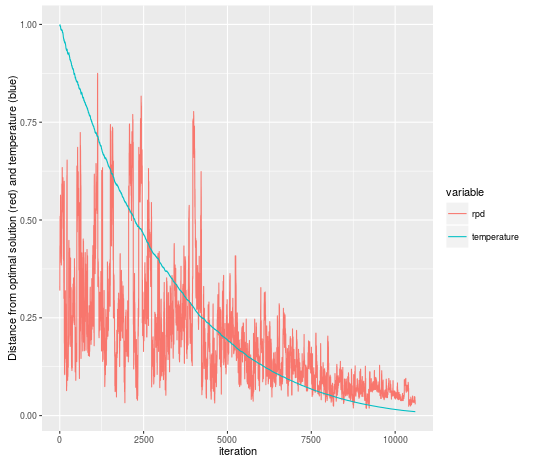 Distance from optimal solution (red) and temperature (blue)
1.00
0.75
0.50
0.25
0.00
0
2500
5000
7500
10000
iteration
variable
rpd
temperature